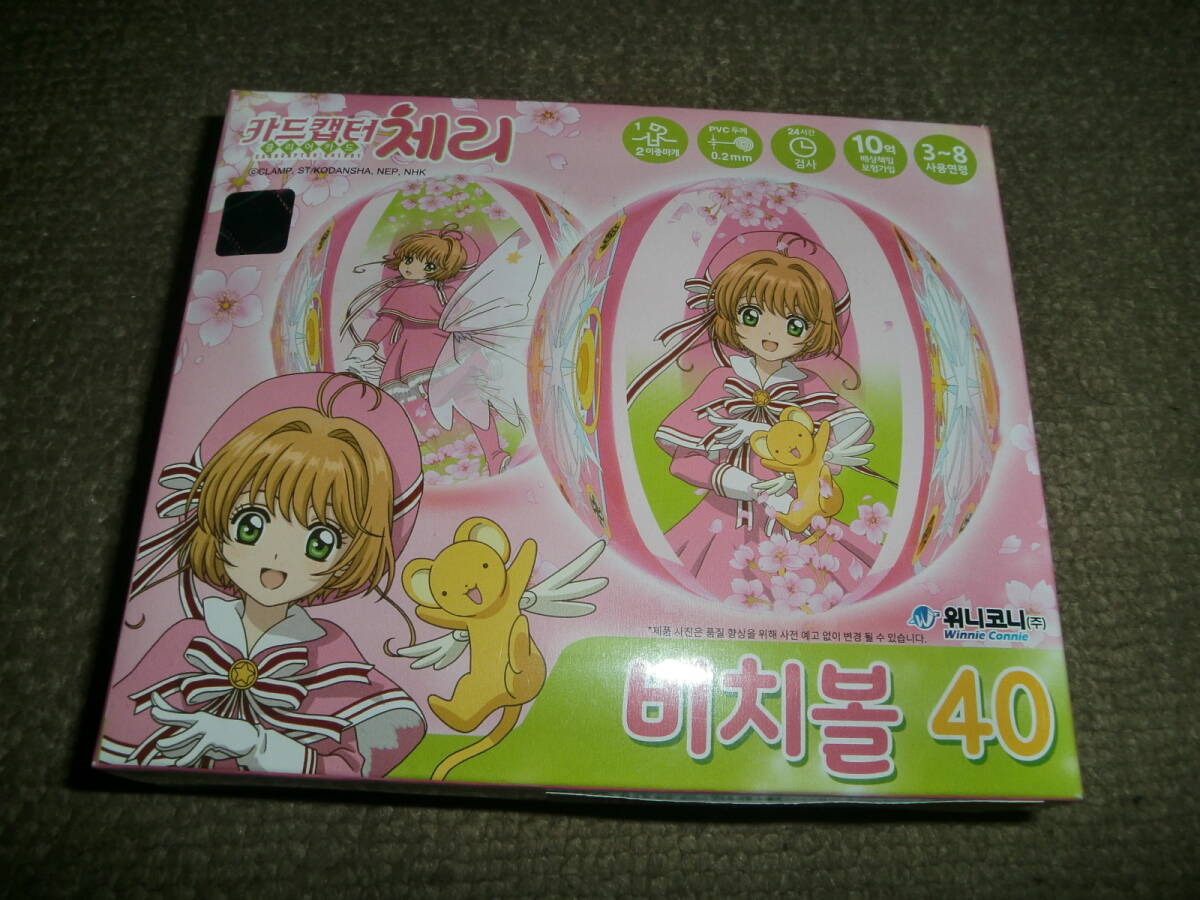 카드캡터 체리
클리어 카드
CARDCAPTOR CHERRY
©CLAMP, ST/KODANSHA, NEP, NHK
1
2 이중마개
PVC 두께
0.2mm
24시간
검사
10억
배상책임
보험가입
3~8
사용연령
W 위니코니(주)
Winnie Connie
*제품 사진은 품질 향상을 위해 사전 예고 없이 변경 될 수 있습니다.
비치볼 40